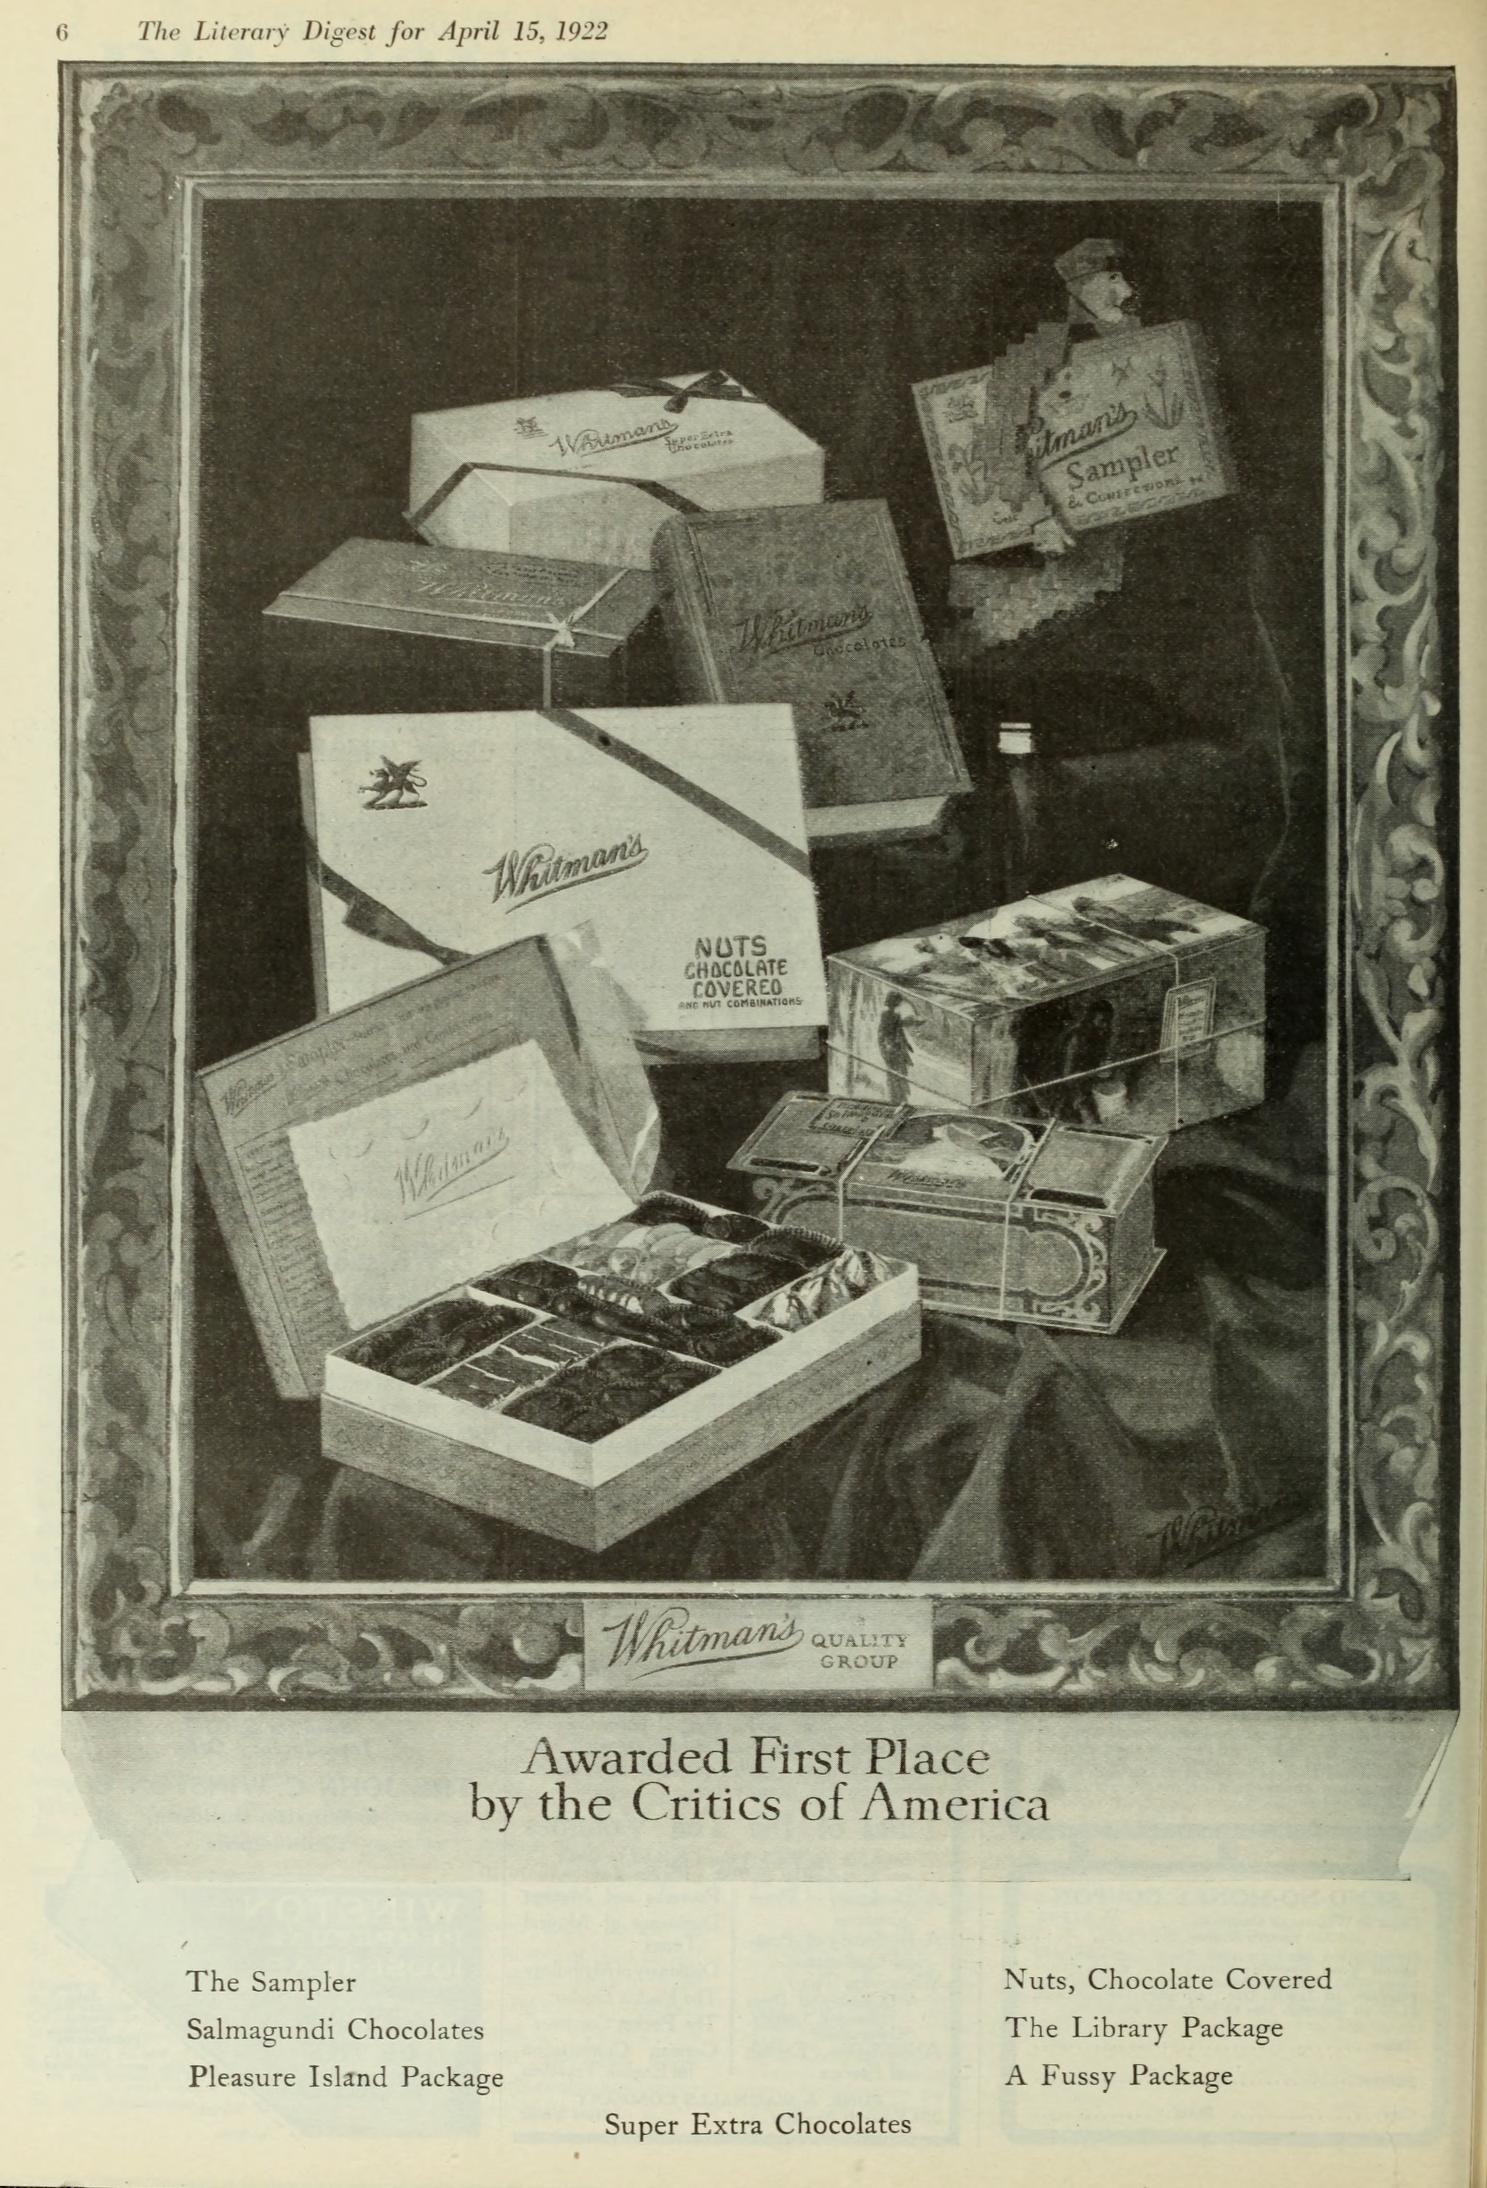 6 The Literary Digest for April 15, 1922
Whitman's
Super Extra
Chocolates
Whitman's
Sampler
& Confections
Whitman's
Whitman's
Chocolates
Whitman's
NUTS
CHOCOLATE
COVERED
AND NUT COMBINATIONS
Whitman's
Sampler
Whitman's
Whitman's
Whitman's
Whitman's QUALITY
GROUP
Awarded First Place
by the Critics of America
The Sampler
Salmagundi Chocolates
Pleasure Island Package
Nuts, Chocolate Covered
The Library Package
A Fussy Package
Super Extra Chocolates